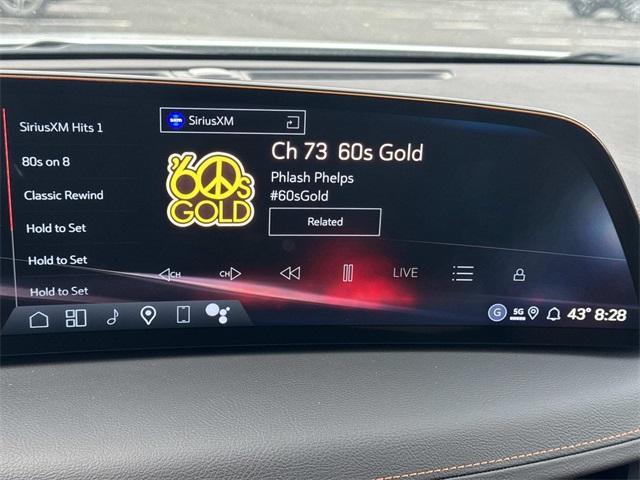 SiriusXM Hits 1
80s on 8
Classic Rewind
Hold to Set
Hold to Set
Hold to Set
sxm SiriusXM
'60s
GOLD
Ch 73 60s Gold
Phlash Phelps
#60sGold
Related
CH CH LIVE
G 5G 43° 8:28